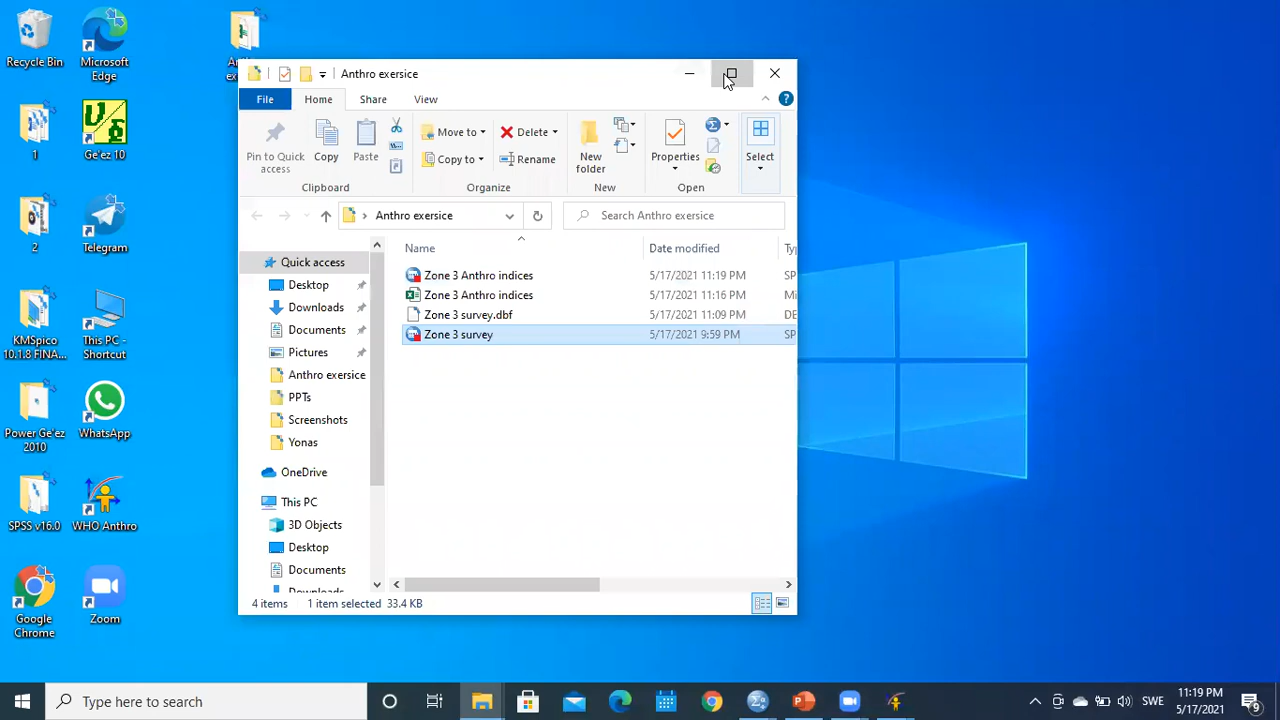 Recycle Bin
Microsoft
Edge
1
Ge'ez 10
2
Telegram
KMSpico
10.1.8 FINA...
This PC -
Shortcut
Power Ge'ez
2010
WhatsApp
SPSS v16.0
WHO Anthro
Google
Chrome
Zoom
Anthro exersice
File
Home
Share
View
Pin to Quick
access
Copy
Paste
Clipboard
Move to
Copy to
Delete
Rename
Organize
New
folder
New
Properties
Open
Select
Anthro exersice
Search Anthro exersice
Quick access
Desktop
Downloads
Documents
Pictures
Anthro exersice
PPTs
Screenshots
Yonas
OneDrive
This PC
3D Objects
Desktop
Documents
Name Date modified Ty
Zone 3 Anthro indices 5/17/2021 11:19 PM SP
Zone 3 Anthro indices 5/17/2021 11:16 PM Mi
Zone 3 survey.dbf 5/17/2021 11:09 PM DE
Zone 3 survey 5/17/2021 9:59 PM SP
4 items 1 item selected 33.4 KB
Type here to search
SWE
11:19 PM
5/17/2021
9